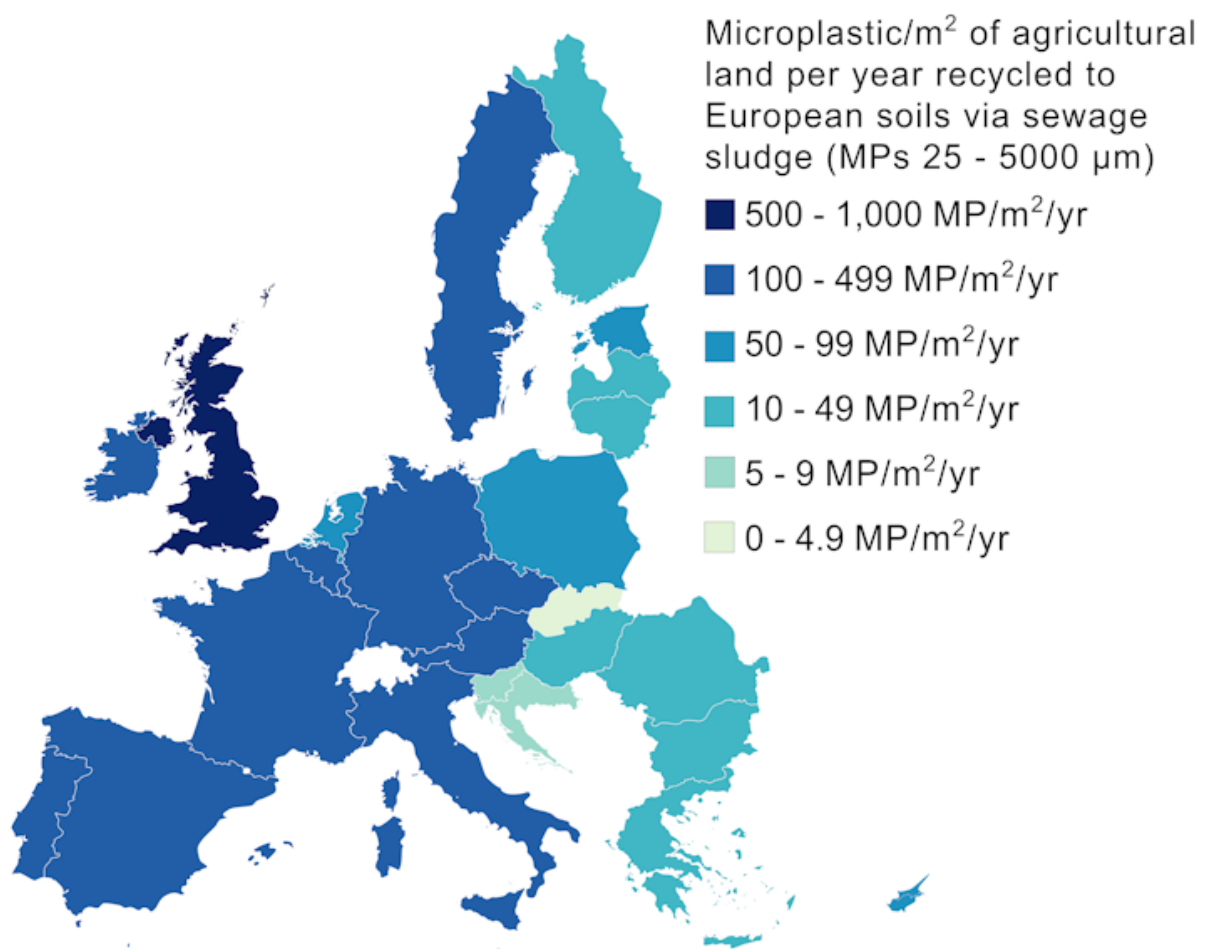 Microplastic/m² of agricultural
land per year recycled to
European soils via sewage
sludge (MPs 25 - 5000 µm)
500 - 1,000 MP/m²/yr
100 - 499 MP/m²/yr
50 - 99 MP/m²/yr
10 - 49 MP/m²/yr
5 - 9 MP/m²/yr
0 - 4.9 MP/m²/yr